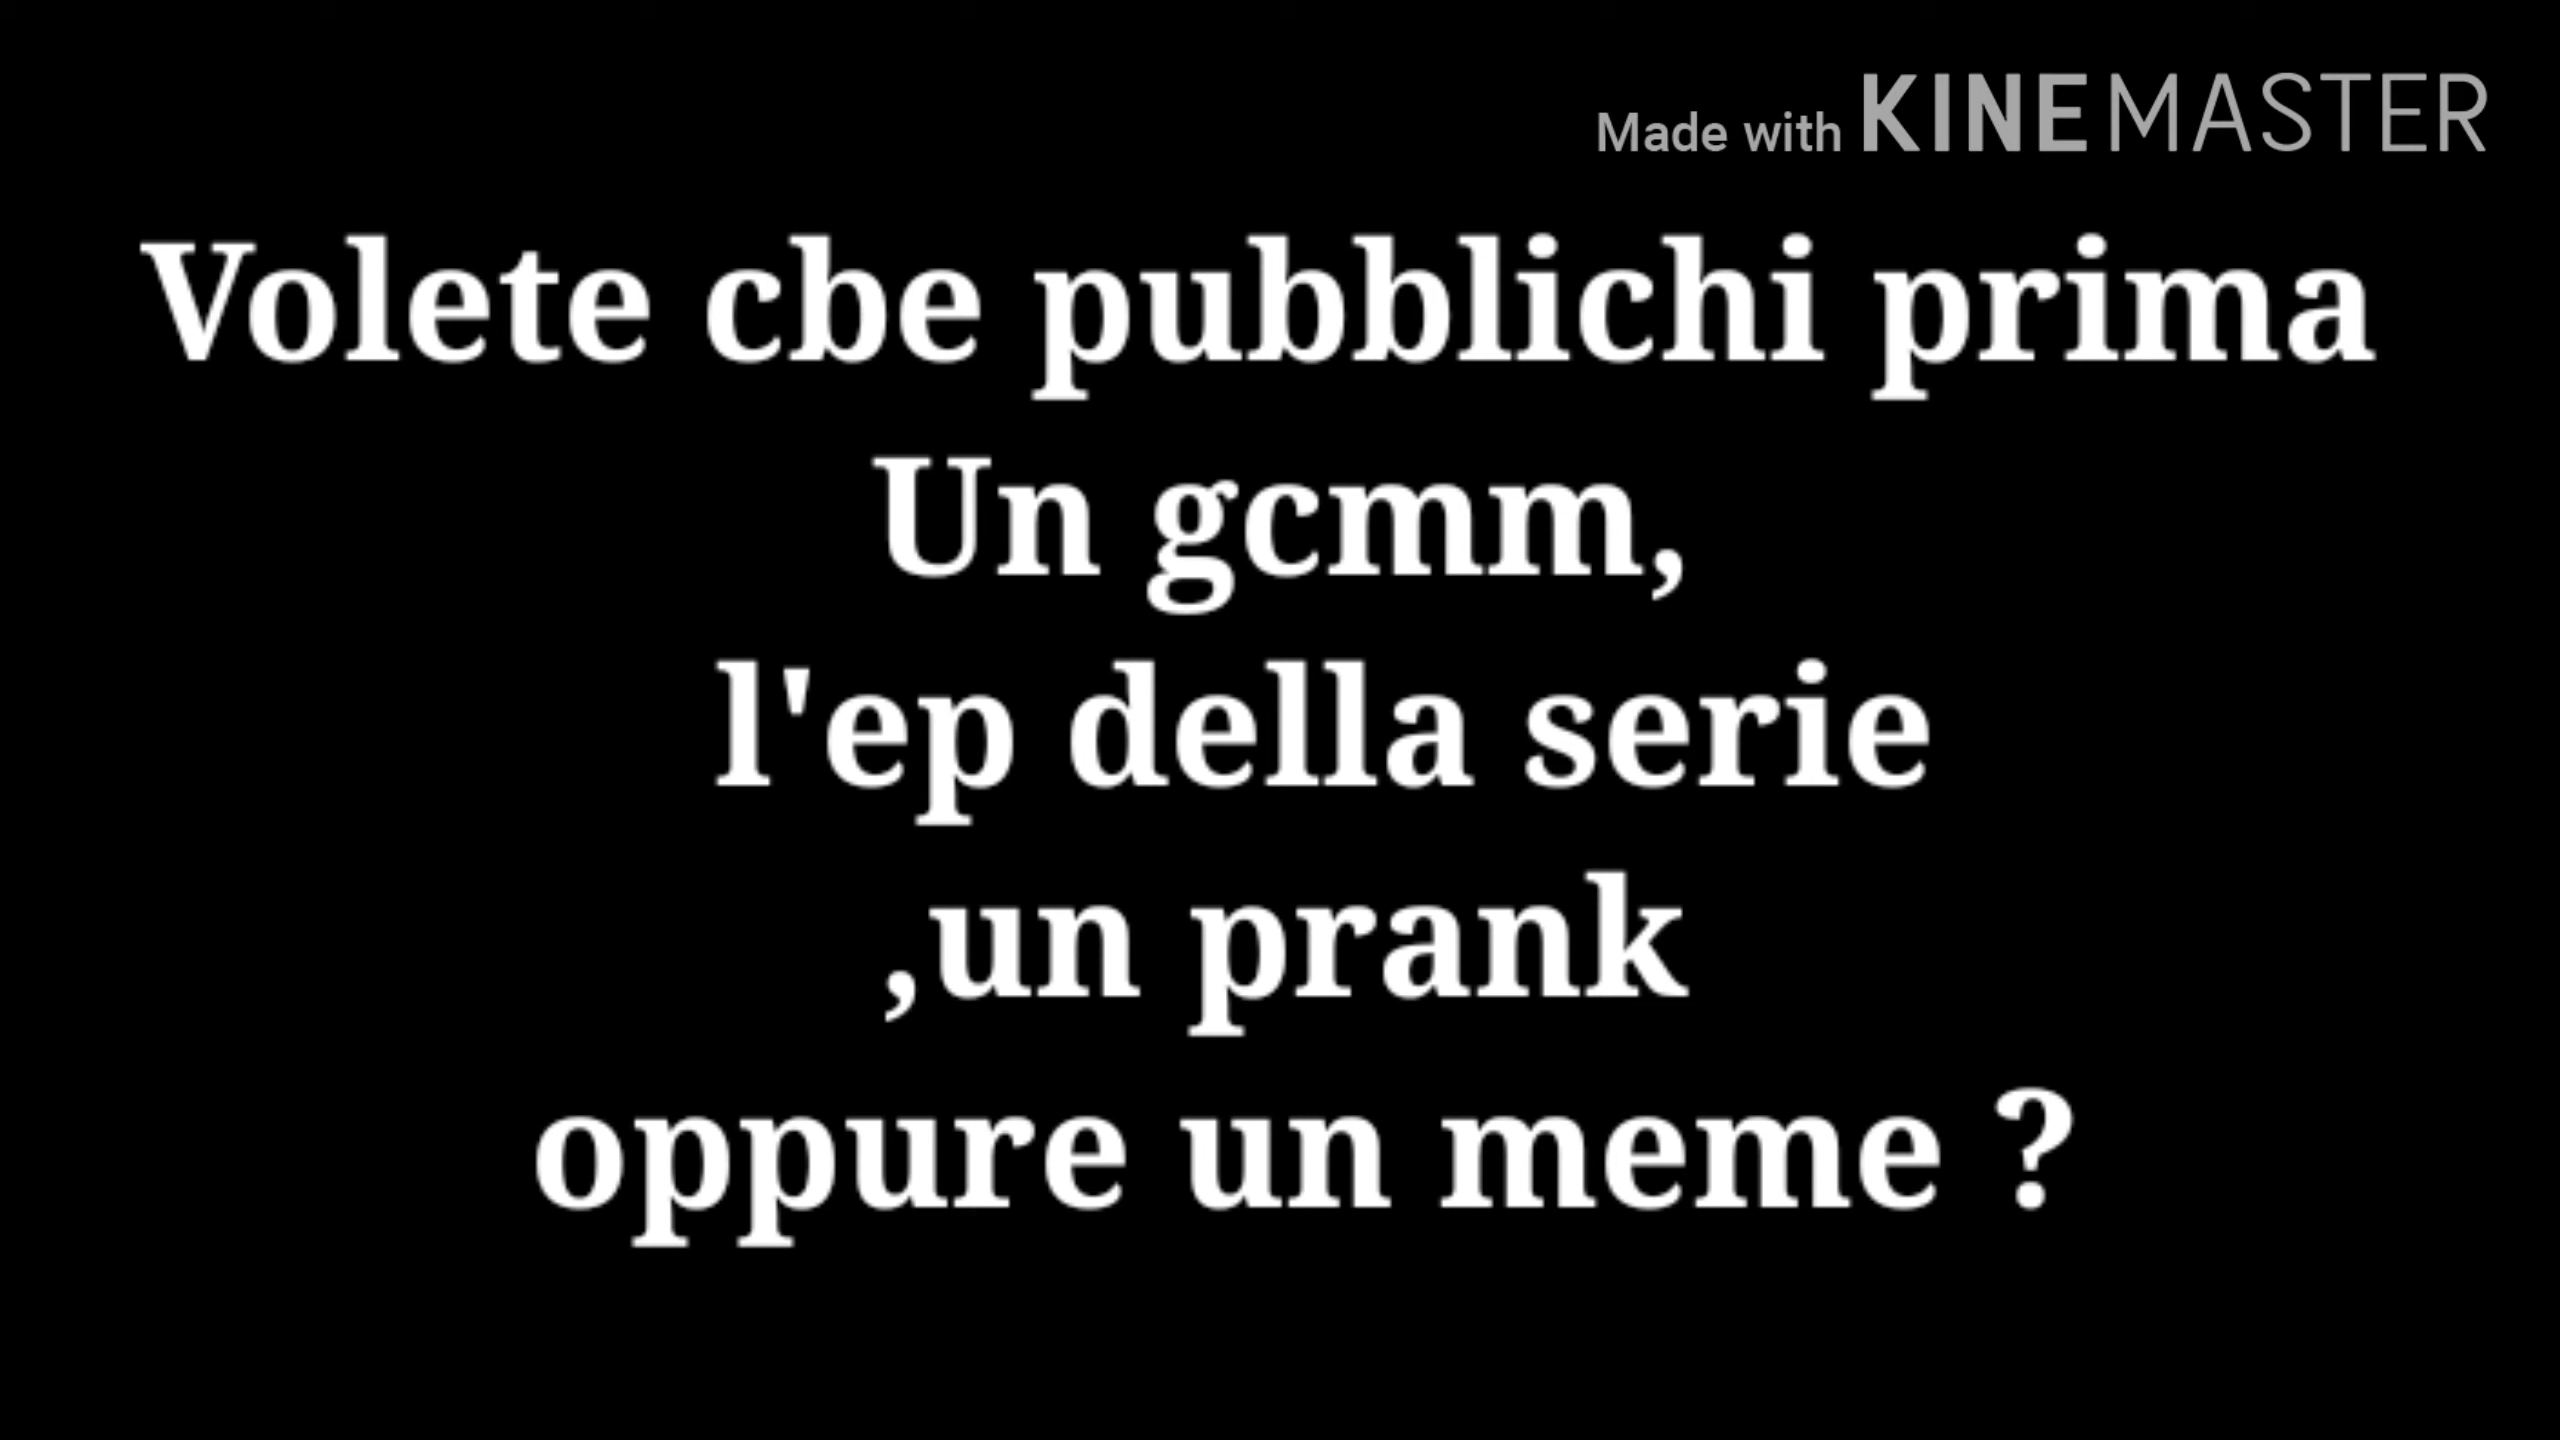 Made with KINEMASTER
Volete cbe pubblichi prima
Un gcmm,
l'ep della serie
,un prank
oppure un meme ?